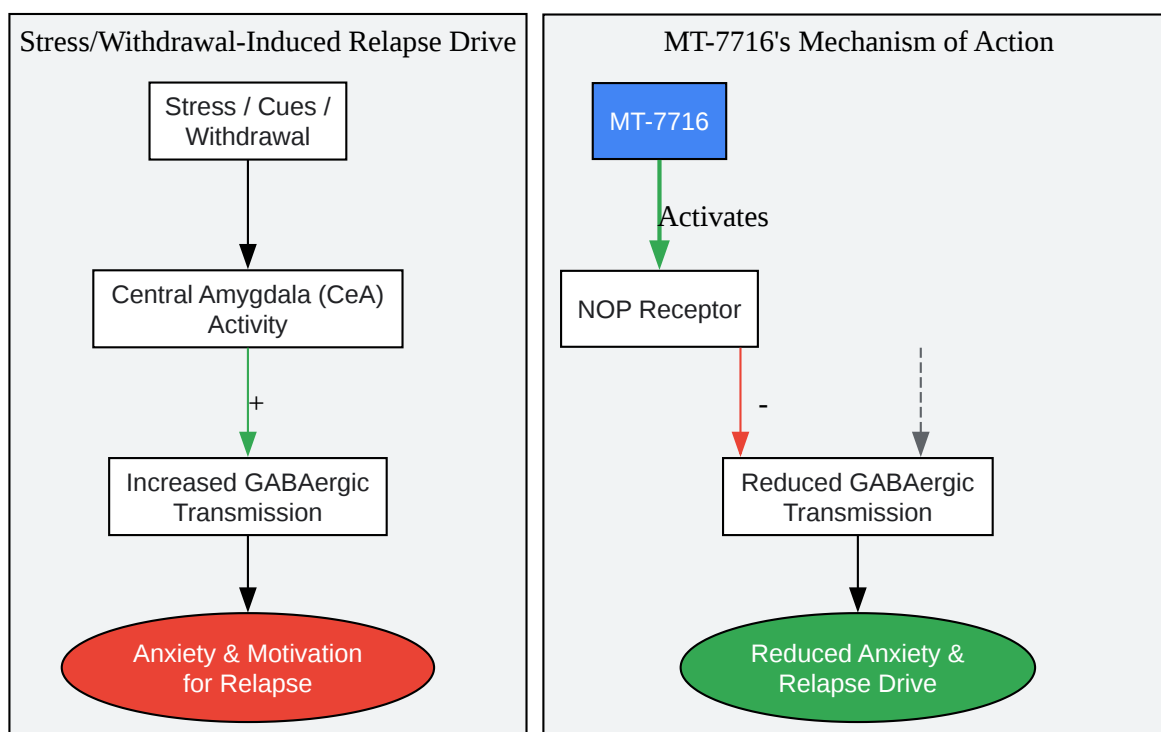 Stress/Withdrawal-Induced Relapse Drive
Stress / Cues /
Withdrawal
Central Amygdala (CeA)
Activity
+
Increased GABAergic
Transmission
Anxiety & Motivation
for Relapse
MT-7716's Mechanism of Action
MT-7716
Activates
NOP Receptor
-
Reduced GABAergic
Transmission
Reduced Anxiety &
Relapse Drive